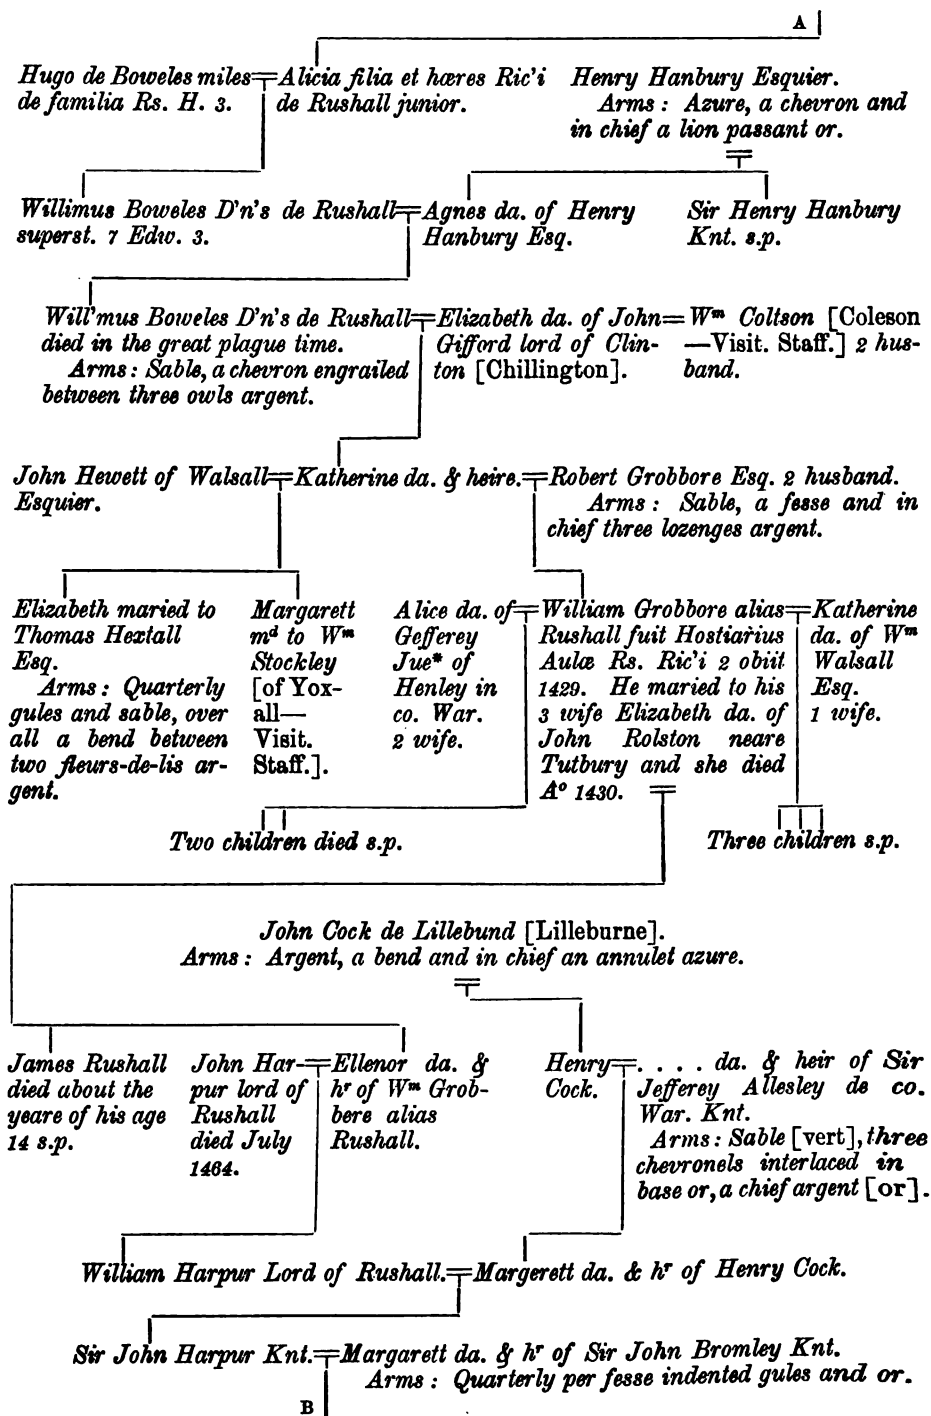 A
Hugo de Boweles miles
de familia Rs. H. 3.
Alicia filia et hæres Ric'i
de Rushall junior.
Henry Hanbury Esquier.
Arms : Azure, a chevron and
in chief a lion passant or.
Willimus Boweles D'n's de Rushall
superst. 7 Edw. 3.
Agnes da. of Henry
Hanbury Esq.
Sir Henry Hanbury
Knt. s.p.
Will'mus Boweles D'n's de Rushall
died in the great plague time.
Arms : Sable, a chevron engrailed
between three owls argent.
Elizabeth da. of John
Gifford lord of Clin-
ton [Chillington].
Wᵐ Coltson [Coleson
—Visit. Staff.] 2 hus-
band.
John Hewett of Walsall
Esquier.
Katherine da. & heire.
Robert Grobbore Esq. 2 husband.
Arms : Sable, a fesse and in
chief three lozenges argent.
Elizabeth maried to
Thomas Hextall
Esq.
Arms : Quarterly
gules and sable, over
all a bend between
two fleurs-de-lis ar-
gent.
Margarett
mᵈ to Wᵐ
Stockley
[of Yox-
all—
Visit.
Staff.].
Alice da. of
Gefferey
Jue* of
Henley in
co. War.
2 wife.
William Grobbore alias
Rushall fuit Hostiarius
Aulæ Rs. Ric'i 2 obiit
1429. He maried to his
3 wife Elizabeth da. of
John Rolston neare
Tutbury and she died
Aº 1430.
Katherine
da. of Wᵐ
Walsall
Esq.
1 wife.
Two children died s.p.
Three children s.p.
John Cock de Lillebund [Lilleburne].
Arms : Argent, a bend and in chief an annulet azure.
James Rushall
died about the
yeare of his age
14 s.p.
John Har-
pur lord of
Rushall
died July
1464.
Ellenor da. &
hʳ of Wᵐ Grob-
bere alias
Rushall.
Henry
Cock.
. . . . da. & heir of Sir
Jefferey Allesley de co.
War. Knt.
Arms : Sable [vert], three
chevronels interlaced in
base or, a chief argent [or].
William Harpur Lord of Rushall.
Margerett da. & hʳ of Henry Cock.
Sir John Harpur Knt.
Margarett da. & hʳ of Sir John Bromley Knt.
Arms : Quarterly per fesse indented gules and or.
B